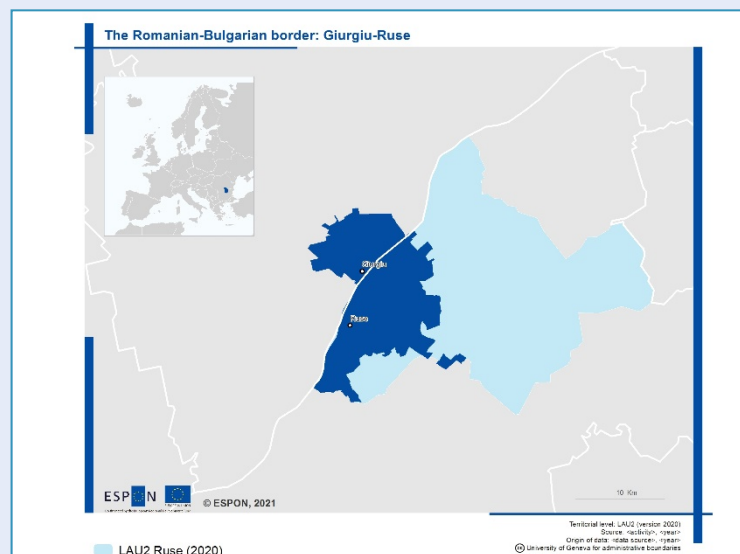 The Romanian-Bulgarian border: Giurgiu-Ruse
Giurgiu
Ruse
10 Km
ESPON
© ESPON, 2021
Territorial level: LAU2 (version 2020)
Source: <activity>, <year>
Origin of data: <data source>, <year>
cc University of Geneva for administrative boundaries
LAU2 Ruse (2020)